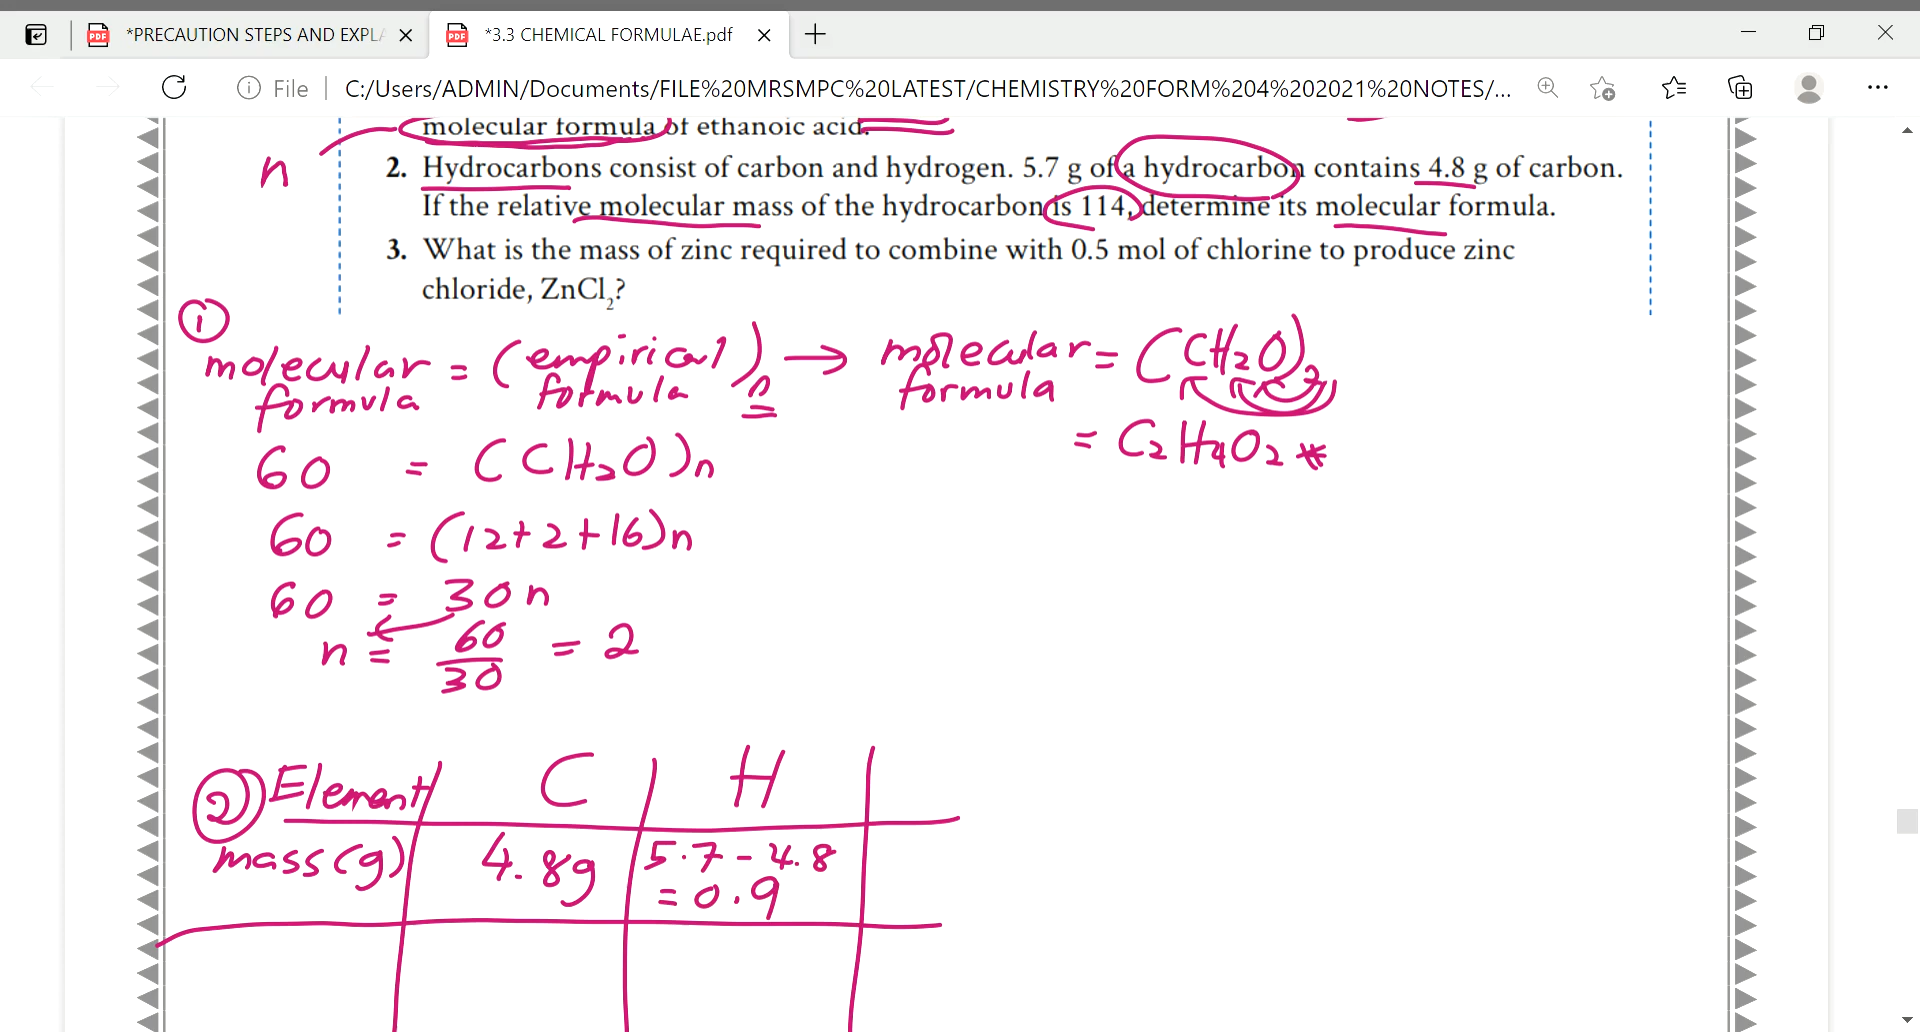 *PRECAUTION STEPS AND EXPLA
*3.3 CHEMICAL FORMULAE.pdf
File | C:/Users/ADMIN/Documents/FILE%20MRSMPC%20LATEST/CHEMISTRY%20FORM%204%202021%20NOTES/...
molecular formula of ethanoic acid.
n
2. Hydrocarbons consist of carbon and hydrogen. 5.7 g of a hydrocarbon contains 4.8 g of carbon.
If the relative molecular mass of the hydrocarbon is 114, determine its molecular formula.
3. What is the mass of zinc required to combine with 0.5 mol of chlorine to produce zinc
chloride, ZnCl₂?
①
molecular formula = (empirical formula)n → molecular formula = (CH₂O)₂
= C₂H₄O₂ *
60 = (CH₂O)n
60 = (12+2+16)n
60 = 30n
n = 60/30 = 2
② Element C H
mass(g) 4.8g 5.7-4.8
= 0.9